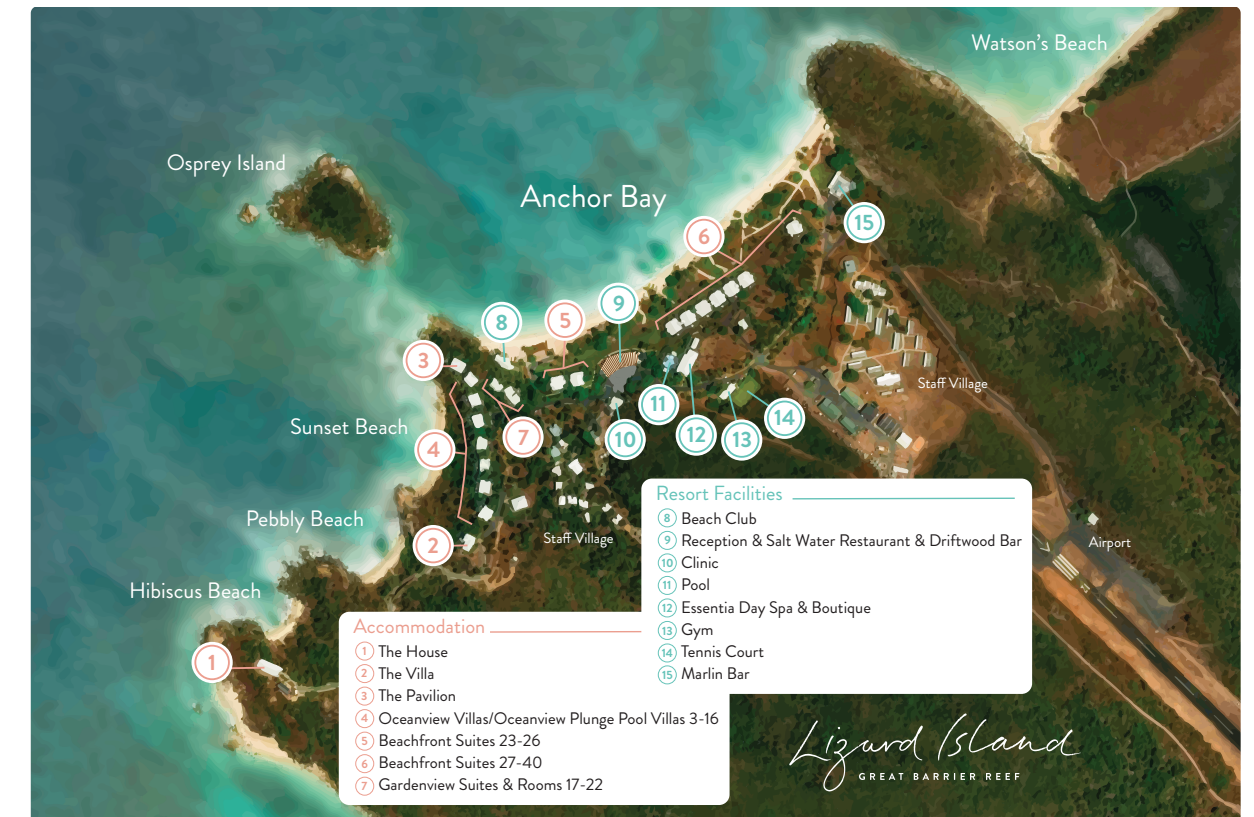 Watson's Beach
Osprey Island
Anchor Bay
6
15
9
8
5
3
Staff Village
11
14
Sunset Beach
7
12
13
10
4
Resort Facilities
8 Beach Club
9 Reception & Salt Water Restaurant & Driftwood Bar
10 Clinic
11 Pool
12 Essentia Day Spa & Boutique
13 Gym
14 Tennis Court
15 Marlin Bar
Pebbly Beach
2
Staff Village
Airport
Hibiscus Beach
1
Accommodation
1 The House
2 The Villa
3 The Pavilion
4 Oceanview Villas/Oceanview Plunge Pool Villas 3-16
5 Beachfront Suites 23-26
6 Beachfront Suites 27-40
7 Gardenview Suites & Rooms 17-22
Lizard Island
GREAT BARRIER REEF